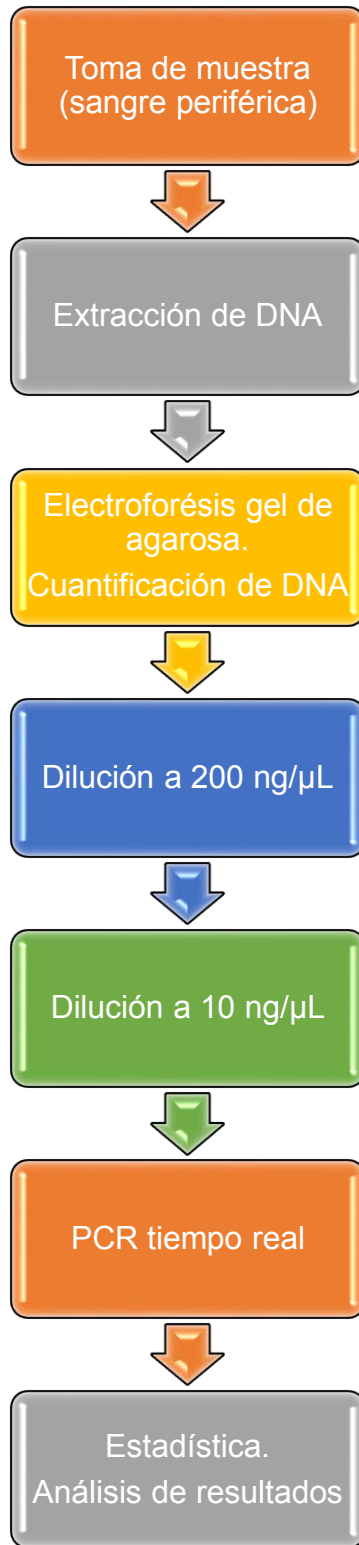 Toma de muestra
(sangre periférica)
Extracción de DNA
Electroforésis gel de
agarosa.
Cuantificación de DNA
Dilución a 200 ng/µL
Dilución a 10 ng/µL
PCR tiempo real
Estadística.
Análisis de resultados